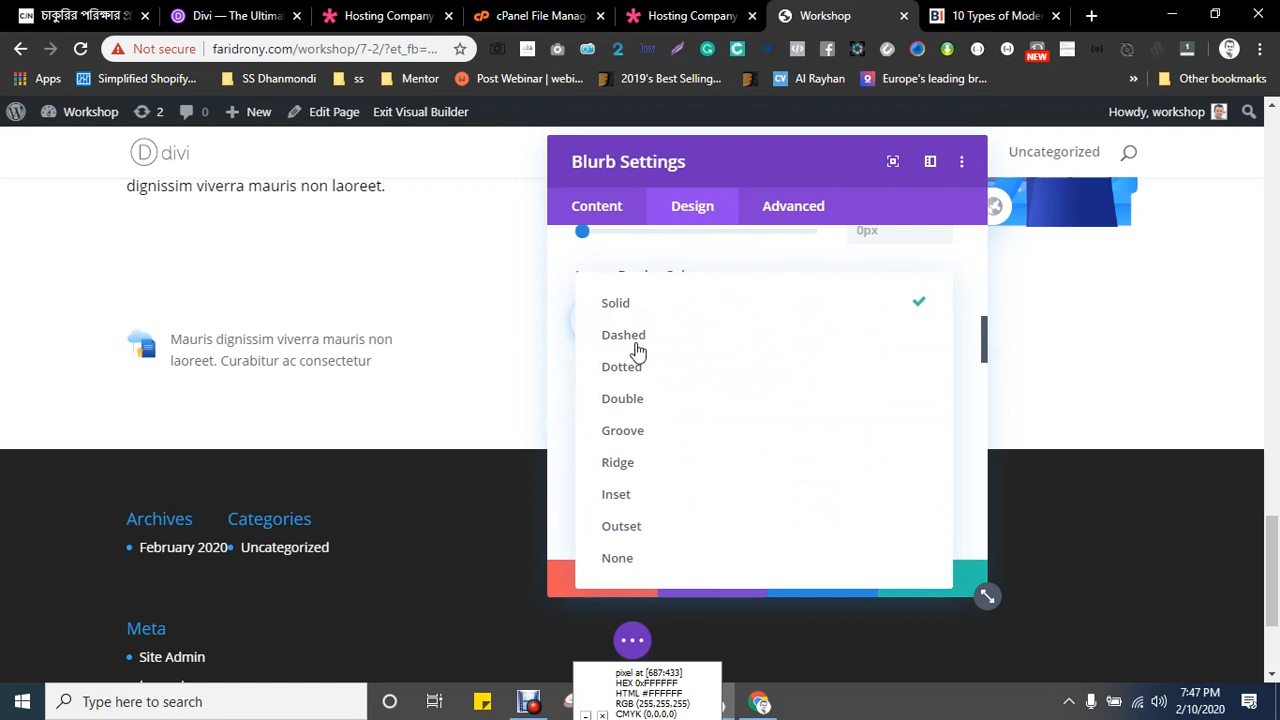 চাকুরির পরীক্ষার
Divi — The Ultimat
Hosting Company
cPanel File Manag
Hosting Company
Workshop
10 Types of Moder
Not secure faridrony.com/workshop/7-2/?et_fb=... NEW
Apps Simplified Shopify... SS Dhanmondi ss Mentor Post Webinar | webi... 2019's Best Selling... Al Rayhan Europe's leading br... » Other bookmarks
Workshop 2 0 New Edit Page Exit Visual Builder Howdy, workshop
divi Uncategorized
dignissim viverra mauris non laoreet.
Blurb Settings
Content Design Advanced
0px
Solid
Dashed
Dotted
Double
Groove
Ridge
Inset
Outset
None
Mauris dignissim viverra mauris non
laoreet. Curabitur ac consectetur
Archives Categories
February 2020 Uncategorized
Meta
Site Admin
pixel at [687:433]
HEX 0xFFFFFF
HTML #FFFFFF
RGB (255,255,255)
CMYK (0,0,0,0)
Type here to search
7:47 PM
2/10/2020